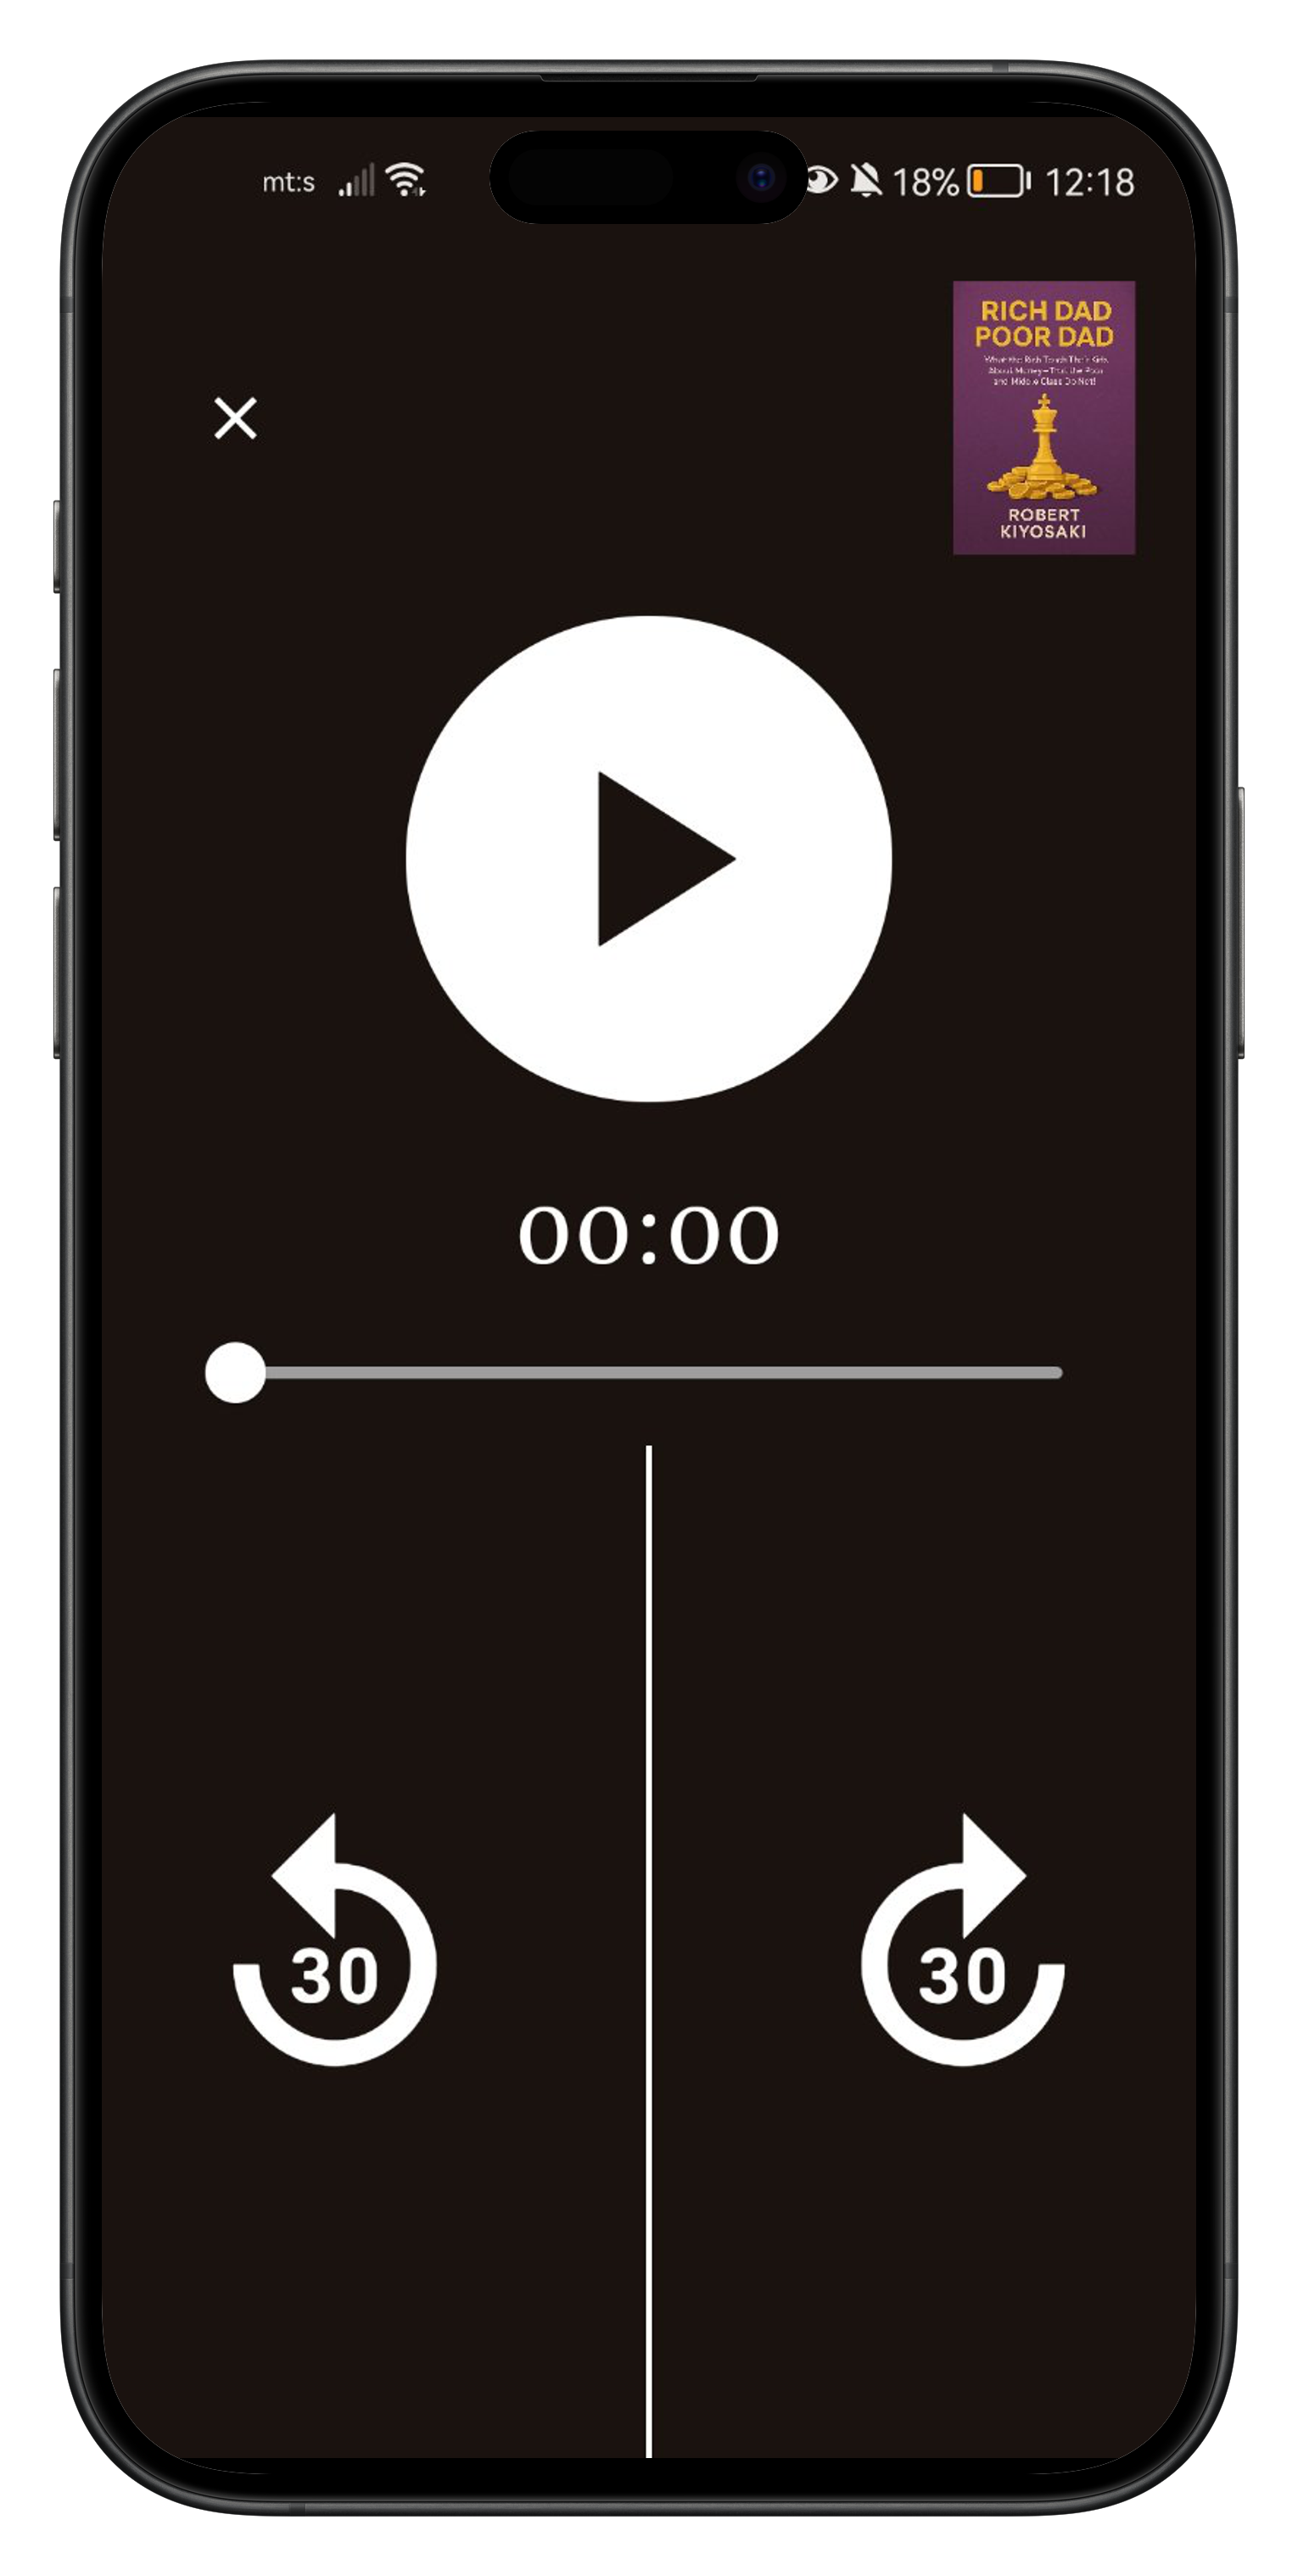 mt:s 18% 12:18
RICH DAD
POOR DAD
What the Rich Teach Their Kids
About Money—That the Poor
and Middle Class Do Not!
ROBERT
KIYOSAKI
00:00
30 30